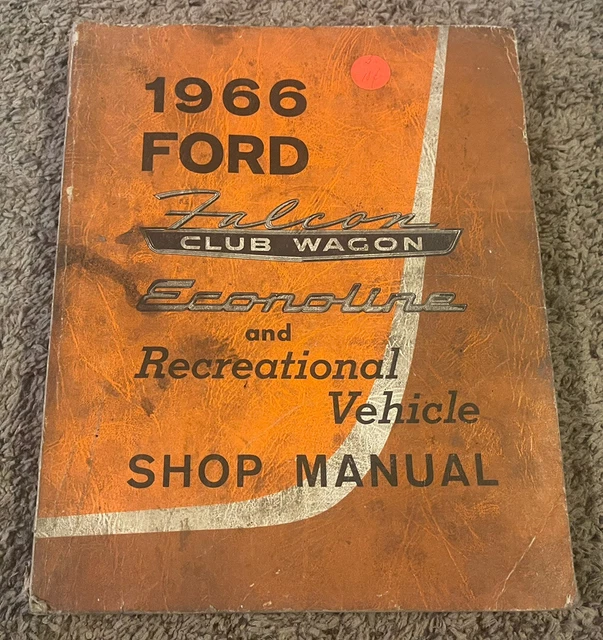 1966
FORD
Falcon
CLUB WAGON
Econoline
and
Recreational
Vehicle
SHOP MANUAL